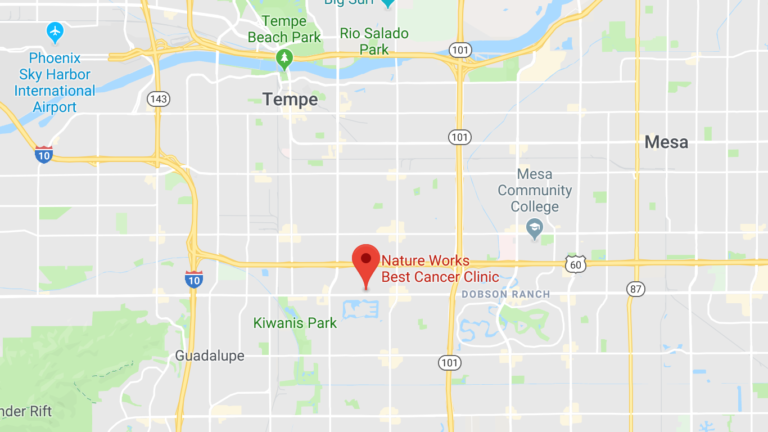 Big Surf
Tempe
Beach Park
Rio Salado
Park
101
Phoenix
Sky Harbor
International
Airport
143
Tempe
101
Mesa
10
Mesa
Community
College
Nature Works
Best Cancer Clinic
60
10
87
DOBSON RANCH
Kiwanis Park
Guadalupe
101
nder Rift